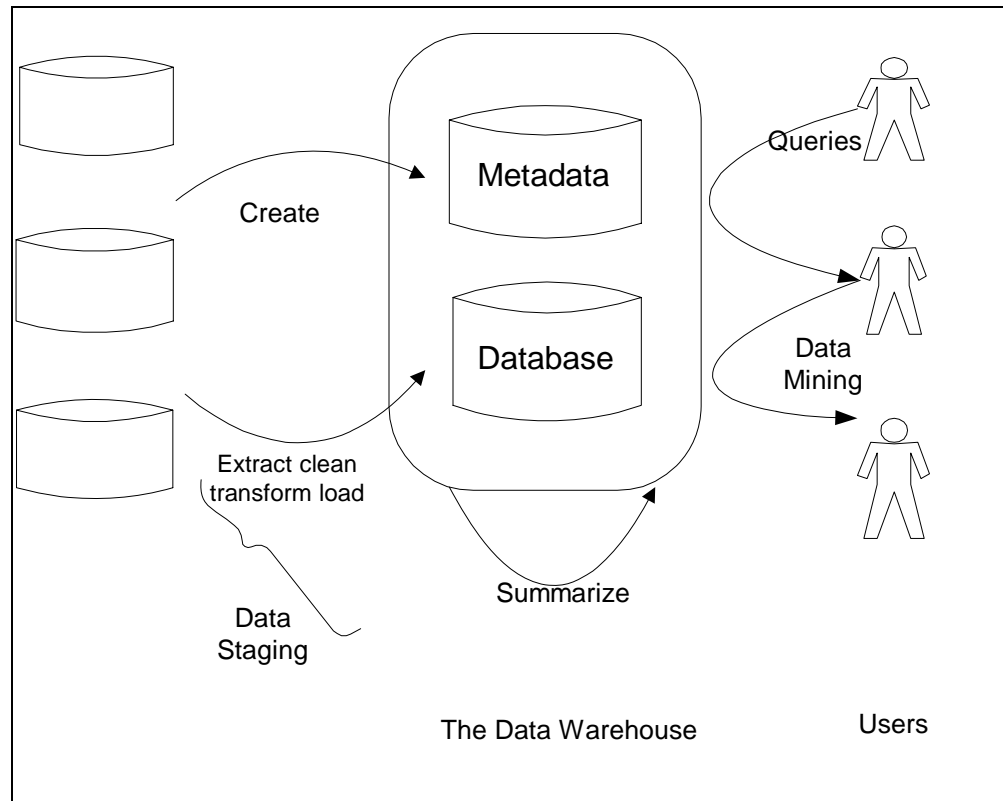 Queries
Metadata
Create
Database
Data
Mining
Extract clean
transform load
Summarize
Data
Staging
The Data Warehouse
Users